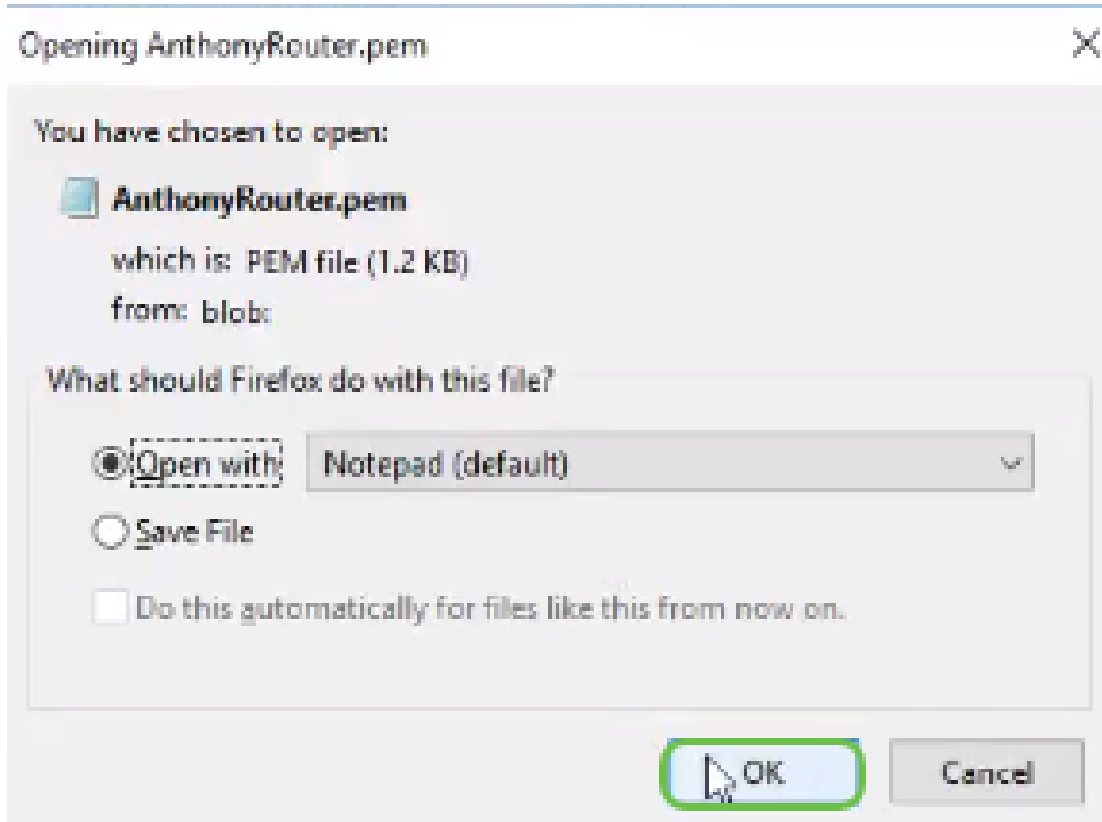 Opening AnthonyRouter.pem
You have chosen to open:
AnthonyRouter.pem
which is: PEM file (1.2 KB)
from: blob:
What should Firefox do with this file?
Open with Notepad (default)
Save File
Do this automatically for files like this from now on.
OK Cancel